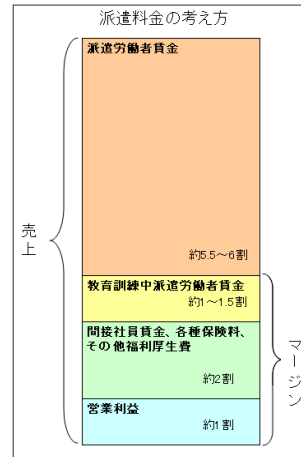 派遣料金の考え方
派遣労働者賃金
約5.5～6割
売上
教育訓練中派遣労働者賃金
約1～1.5割
間接社員賃金、各種保険料、
その他福利厚生費
約2割
マージン
営業利益
約1割